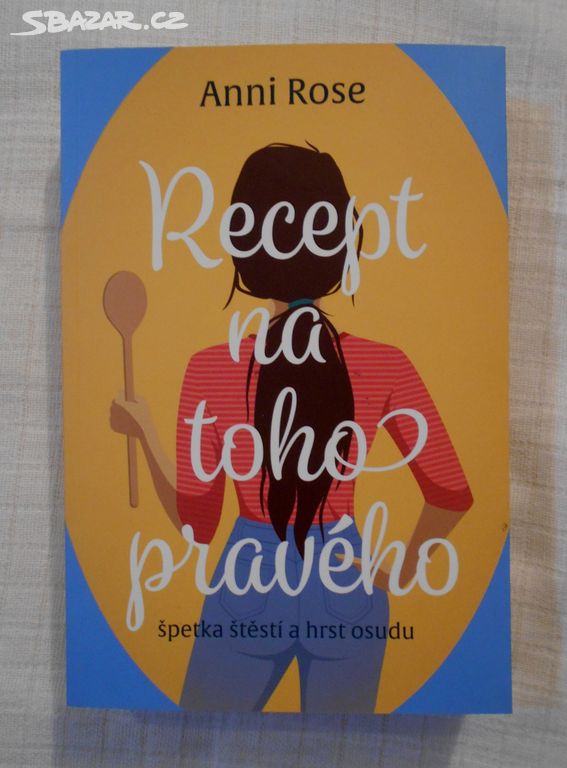 SBAZAR.CZ
Anni Rose
Recept
na
toho
pravého
špetka štěstí a hrst osudu